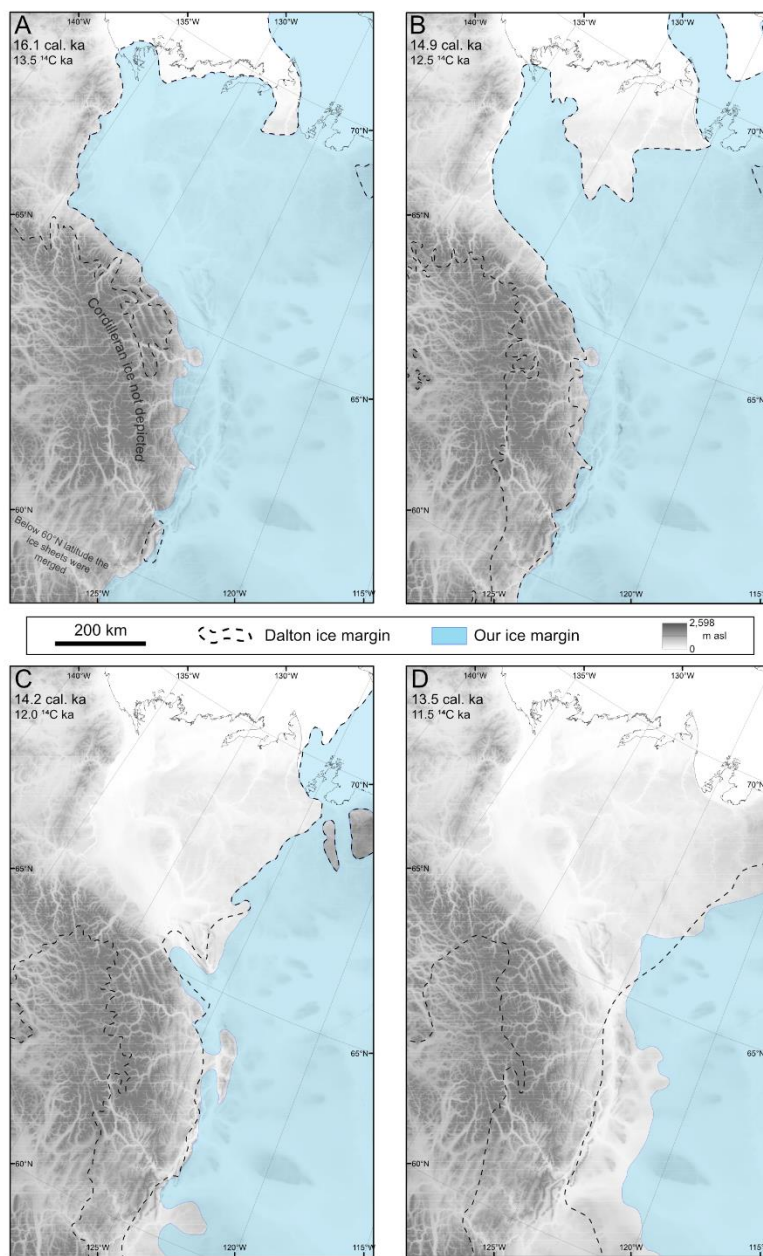 A
16.1 cal. ka
13.5 ¹⁴C ka
140°W
135°W
130°W
70°N
65°N
65°N
60°N
125°W
120°W
Cordilleran ice not depicted
Below 60°N latitude the
ice sheets were
merged
B
14.9 cal. ka
12.5 ¹⁴C ka
140°W
135°W
130°W
70°N
65°N
65°N
60°N
125°W
120°W
200 km
Dalton ice margin
Our ice margin
2,598
m asl
0
C
14.2 cal. ka
12.0 ¹⁴C ka
140°W
135°W
130°W
70°N
65°N
65°N
60°N
125°W
120°W
D
13.5 cal. ka
11.5 ¹⁴C ka
140°W
135°W
130°W
70°N
65°N
65°N
60°N
125°W
120°W